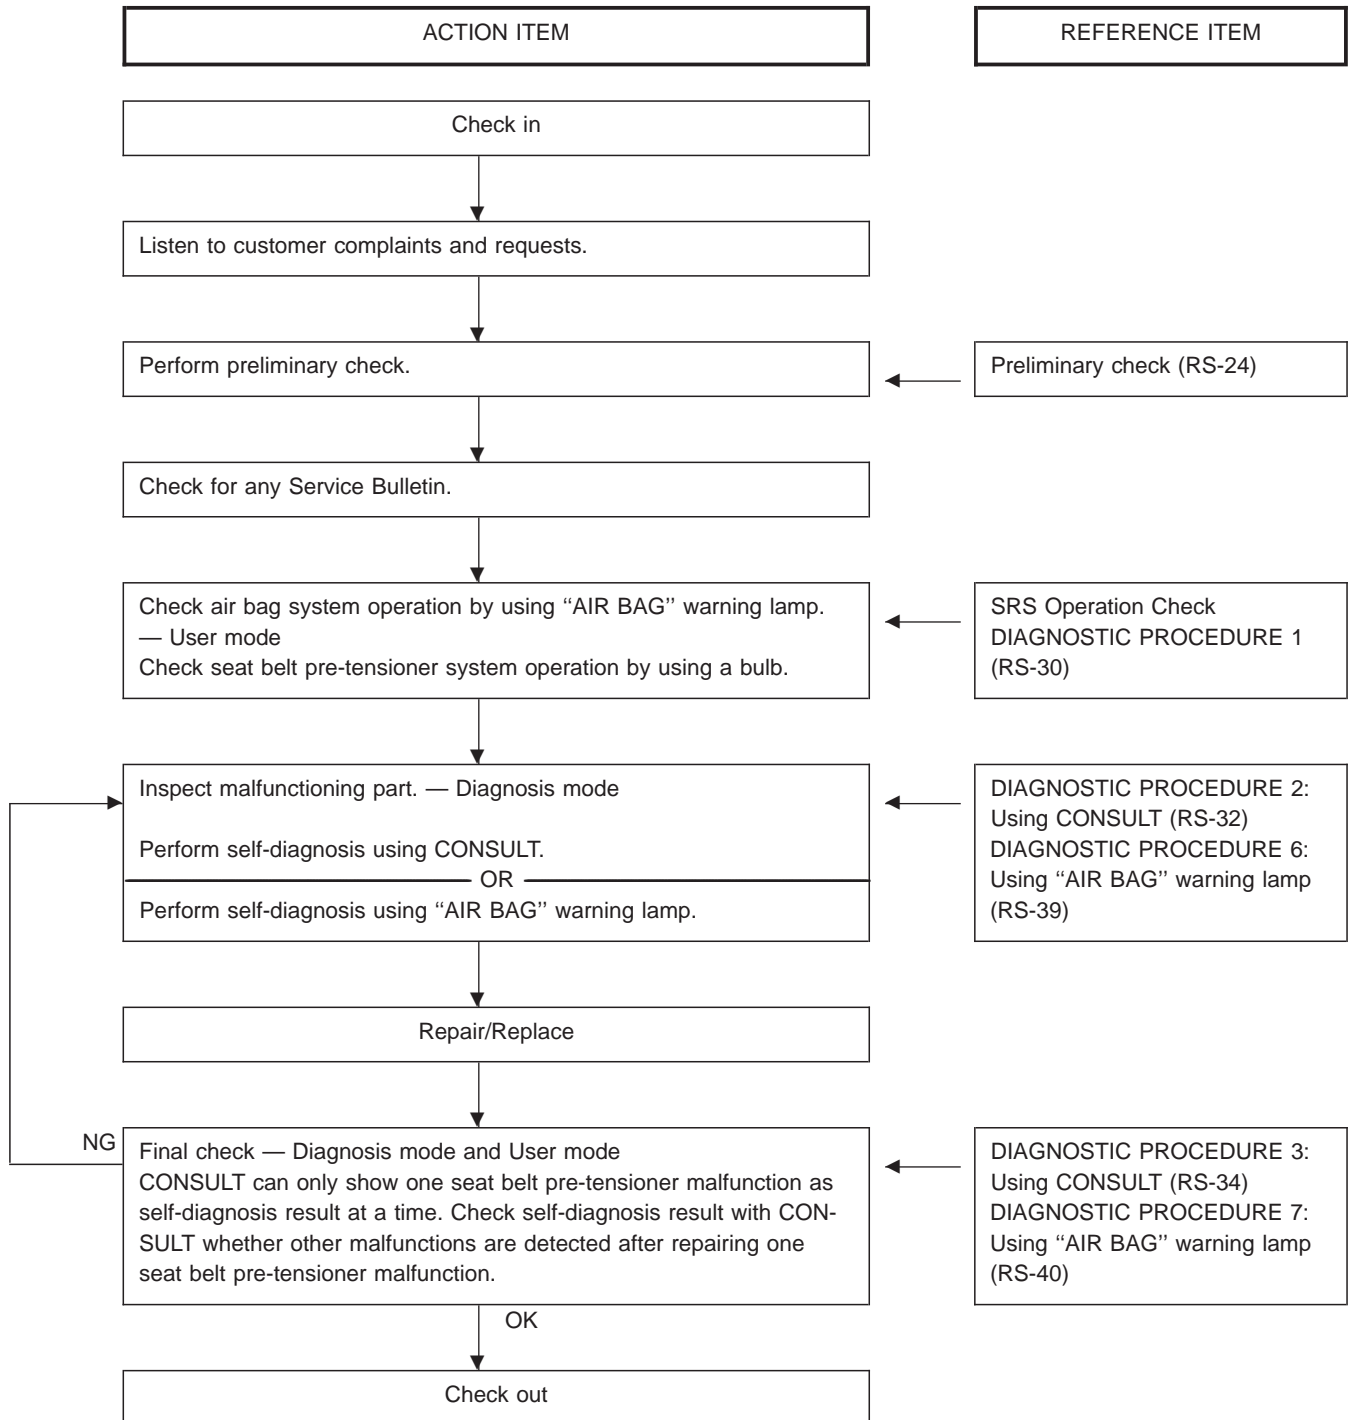 ACTION ITEM
REFERENCE ITEM
Check in
Listen to customer complaints and requests.
Perform preliminary check.
Preliminary check (RS-24)
Check for any Service Bulletin.
Check air bag system operation by using ‘‘AIR BAG’’ warning lamp.
— User mode
Check seat belt pre-tensioner system operation by using a bulb.
SRS Operation Check
DIAGNOSTIC PROCEDURE 1
(RS-30)
Inspect malfunctioning part. — Diagnosis mode
Perform self-diagnosis using CONSULT.
OR
Perform self-diagnosis using ‘‘AIR BAG’’ warning lamp.
DIAGNOSTIC PROCEDURE 2:
Using CONSULT (RS-32)
DIAGNOSTIC PROCEDURE 6:
Using ‘‘AIR BAG’’ warning lamp
(RS-39)
Repair/Replace
NG
Final check — Diagnosis mode and User mode
CONSULT can only show one seat belt pre-tensioner malfunction as
self-diagnosis result at a time. Check self-diagnosis result with CON-
SULT whether other malfunctions are detected after repairing one
seat belt pre-tensioner malfunction.
DIAGNOSTIC PROCEDURE 3:
Using CONSULT (RS-34)
DIAGNOSTIC PROCEDURE 7:
Using ‘‘AIR BAG’’ warning lamp
(RS-40)
OK
Check out